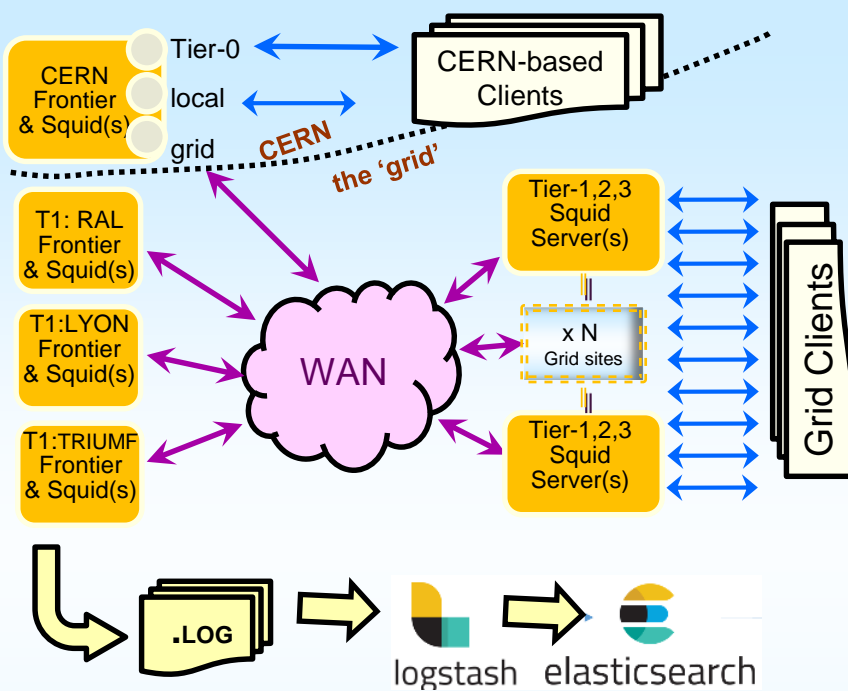 Tier-0
CERN
Frontier
& Squid(s)
local
grid
CERN-based
Clients
CERN
the ‘grid’
T1: RAL
Frontier
& Squid(s)
T1:LYON
Frontier
& Squid(s)
T1:TRIUMF
Frontier
& Squid(s)
WAN
Tier-1,2,3
Squid
Server(s)
x N
Grid sites
Tier-1,2,3
Squid
Server(s)
Grid Clients
.LOG
logstash
elasticsearch